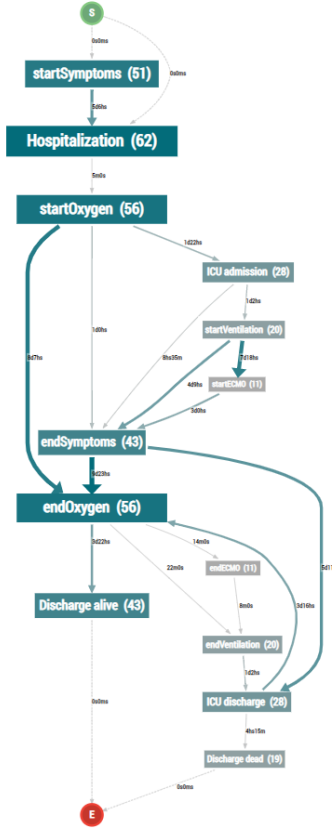 S
0s0ms
startSymptoms (51)
0s0ms
5d6hs
Hospitalization (62)
5m0s
startOxygen (56)
1d22hs
ICU admission (28)
1d2hs
8d7hs
1d0hs
8hs35m
startVentilation (20)
7d18hs
4d9hs
startECMO (11)
3d0hs
endSymptoms (43)
6d23hs
endOxygen (56)
3d22hs
14m0s
22m0s
endECMO (11)
5d1
Discharge alive (43)
8m0s
3d16hs
endVentilation (20)
1d2hs
0s0ms
ICU discharge (28)
4hs15m
Discharge dead (19)
0s0ms
E